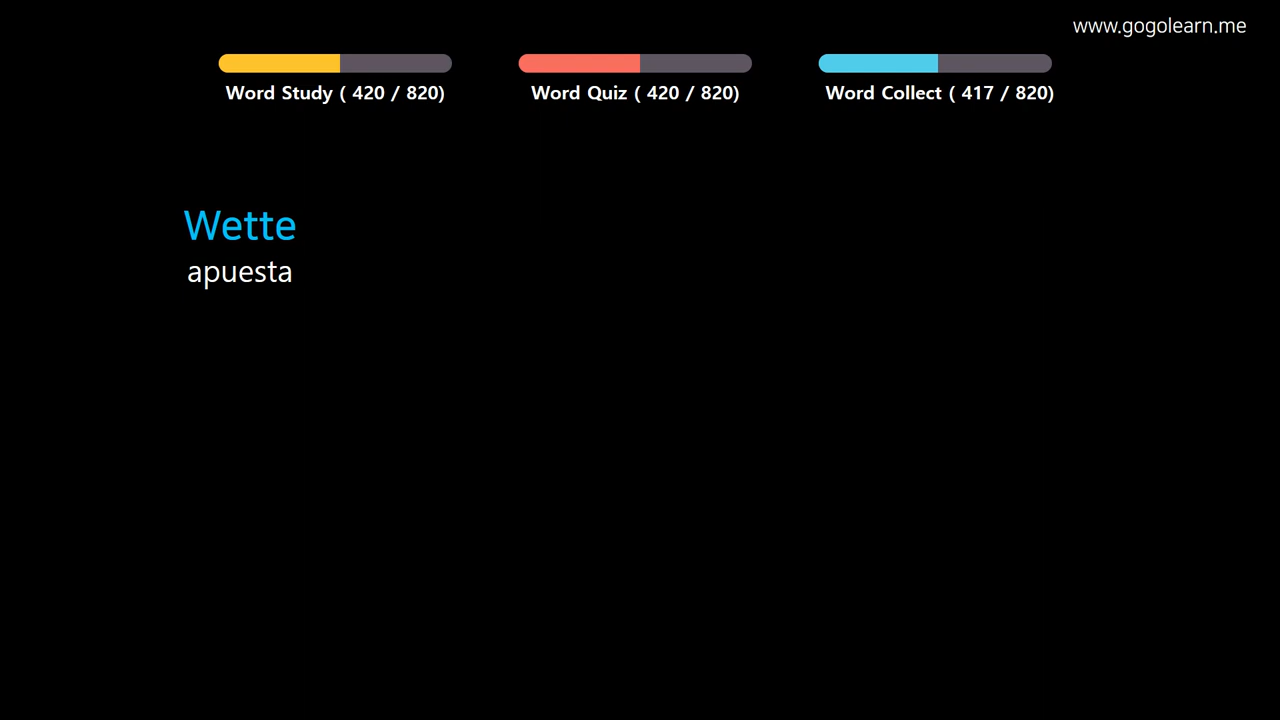 www.gogolearn.me
Word Study ( 420 / 820)
Word Quiz ( 420 / 820)
Word Collect ( 417 / 820)
Wette
apuesta